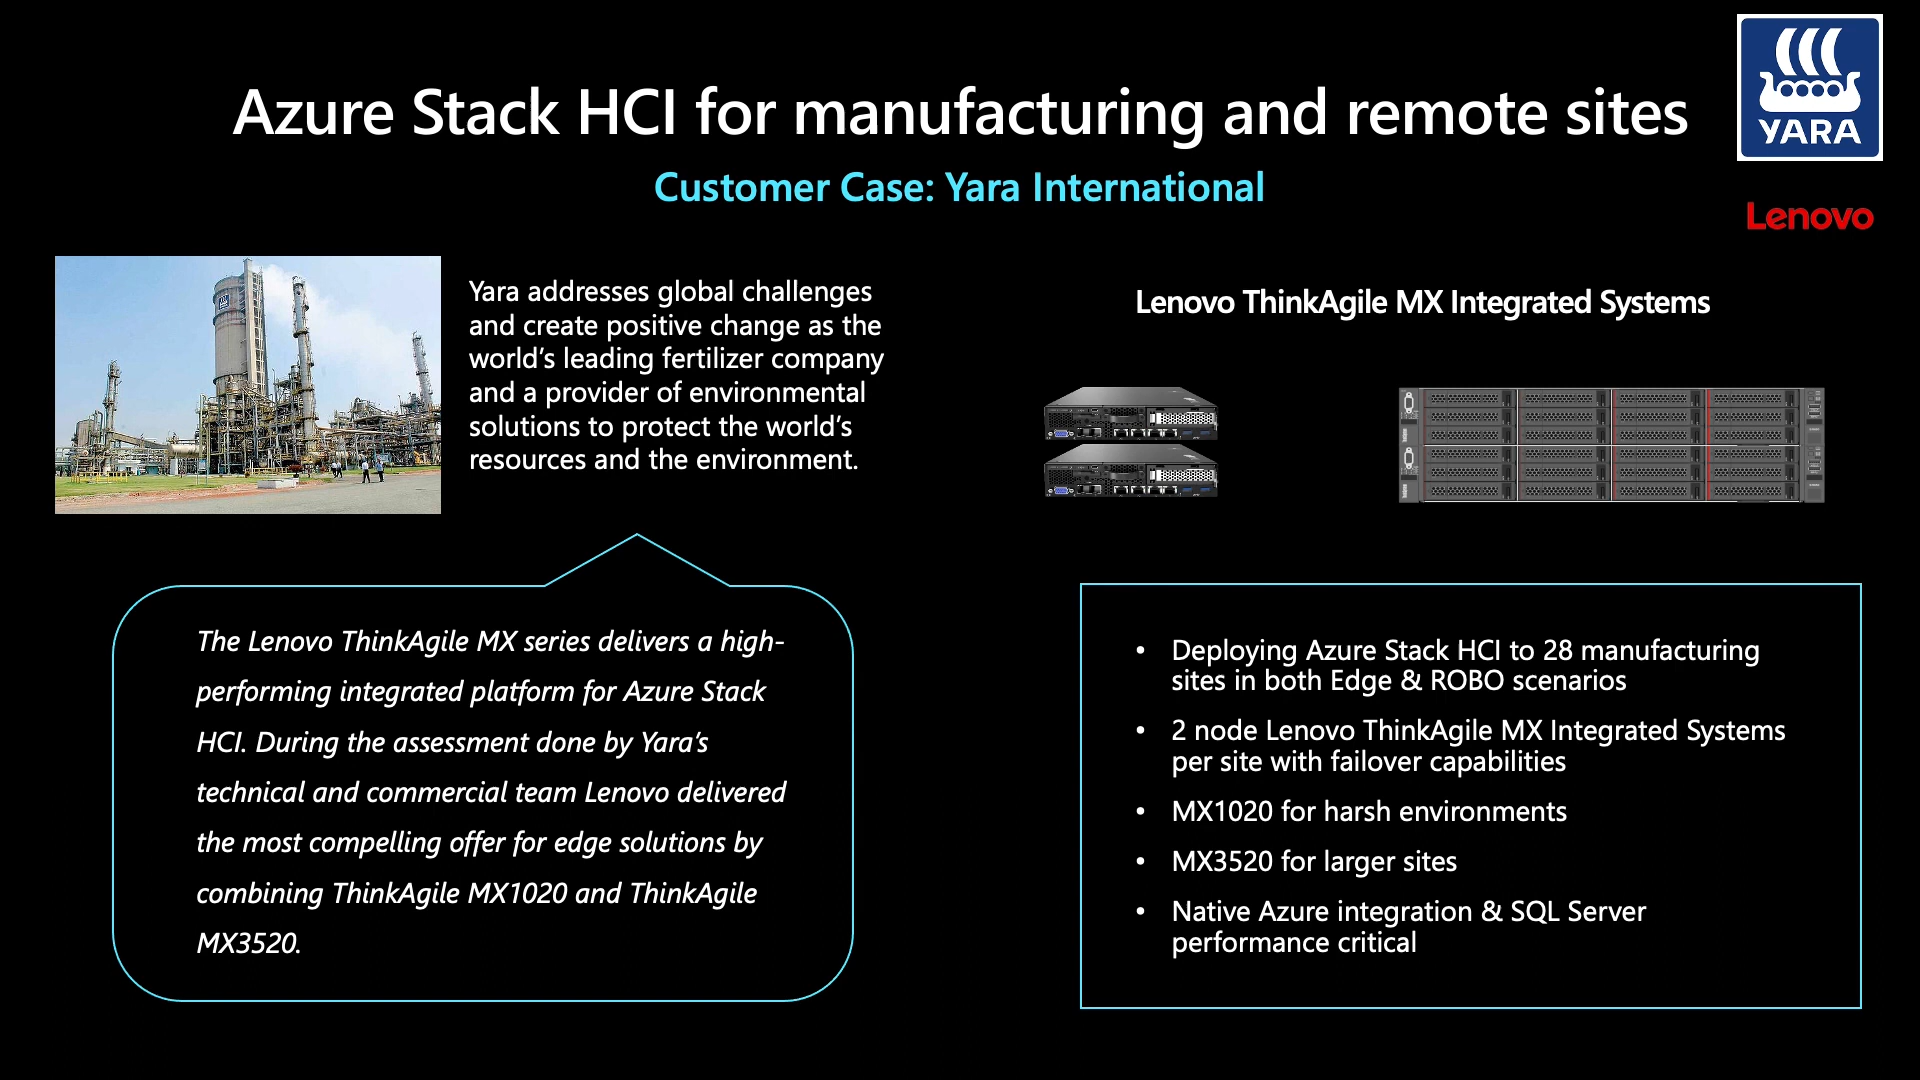 Azure Stack HCI for manufacturing and remote sites
Customer Case: Yara International
YARA
Lenovo
Yara addresses global challenges
and create positive change as the
world’s leading fertilizer company
and a provider of environmental
solutions to protect the world’s
resources and the environment.
Lenovo ThinkAgile MX Integrated Systems
The Lenovo ThinkAgile MX series delivers a high-
performing integrated platform for Azure Stack
HCI. During the assessment done by Yara’s
technical and commercial team Lenovo delivered
the most compelling offer for edge solutions by
combining ThinkAgile MX1020 and ThinkAgile
MX3520.
• Deploying Azure Stack HCI to 28 manufacturing
sites in both Edge & ROBO scenarios
• 2 node Lenovo ThinkAgile MX Integrated Systems
per site with failover capabilities
• MX1020 for harsh environments
• MX3520 for larger sites
• Native Azure integration & SQL Server
performance critical